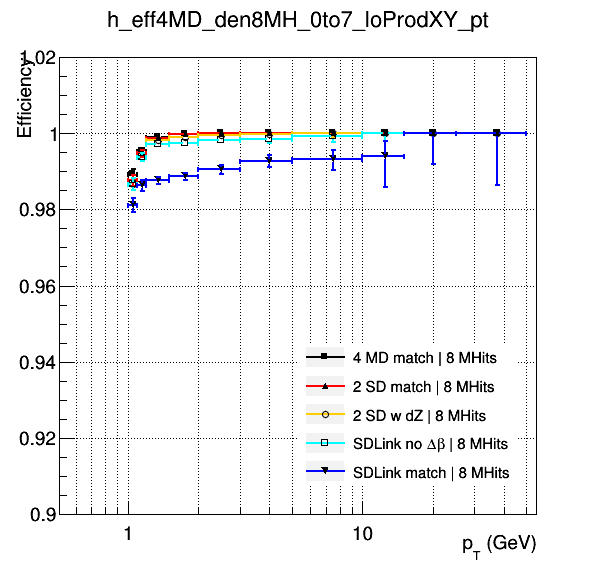 h_eff4MD_den8MH_0to7_loProdXY_pt
Efficiency
1.02
1
0.98
0.96
0.94
0.92
0.9
4 MD match | 8 MHits
2 SD match | 8 MHits
2 SD w dZ | 8 MHits
SDLink no Δβ | 8 MHits
SDLink match | 8 MHits
1
10
p_T (GeV)